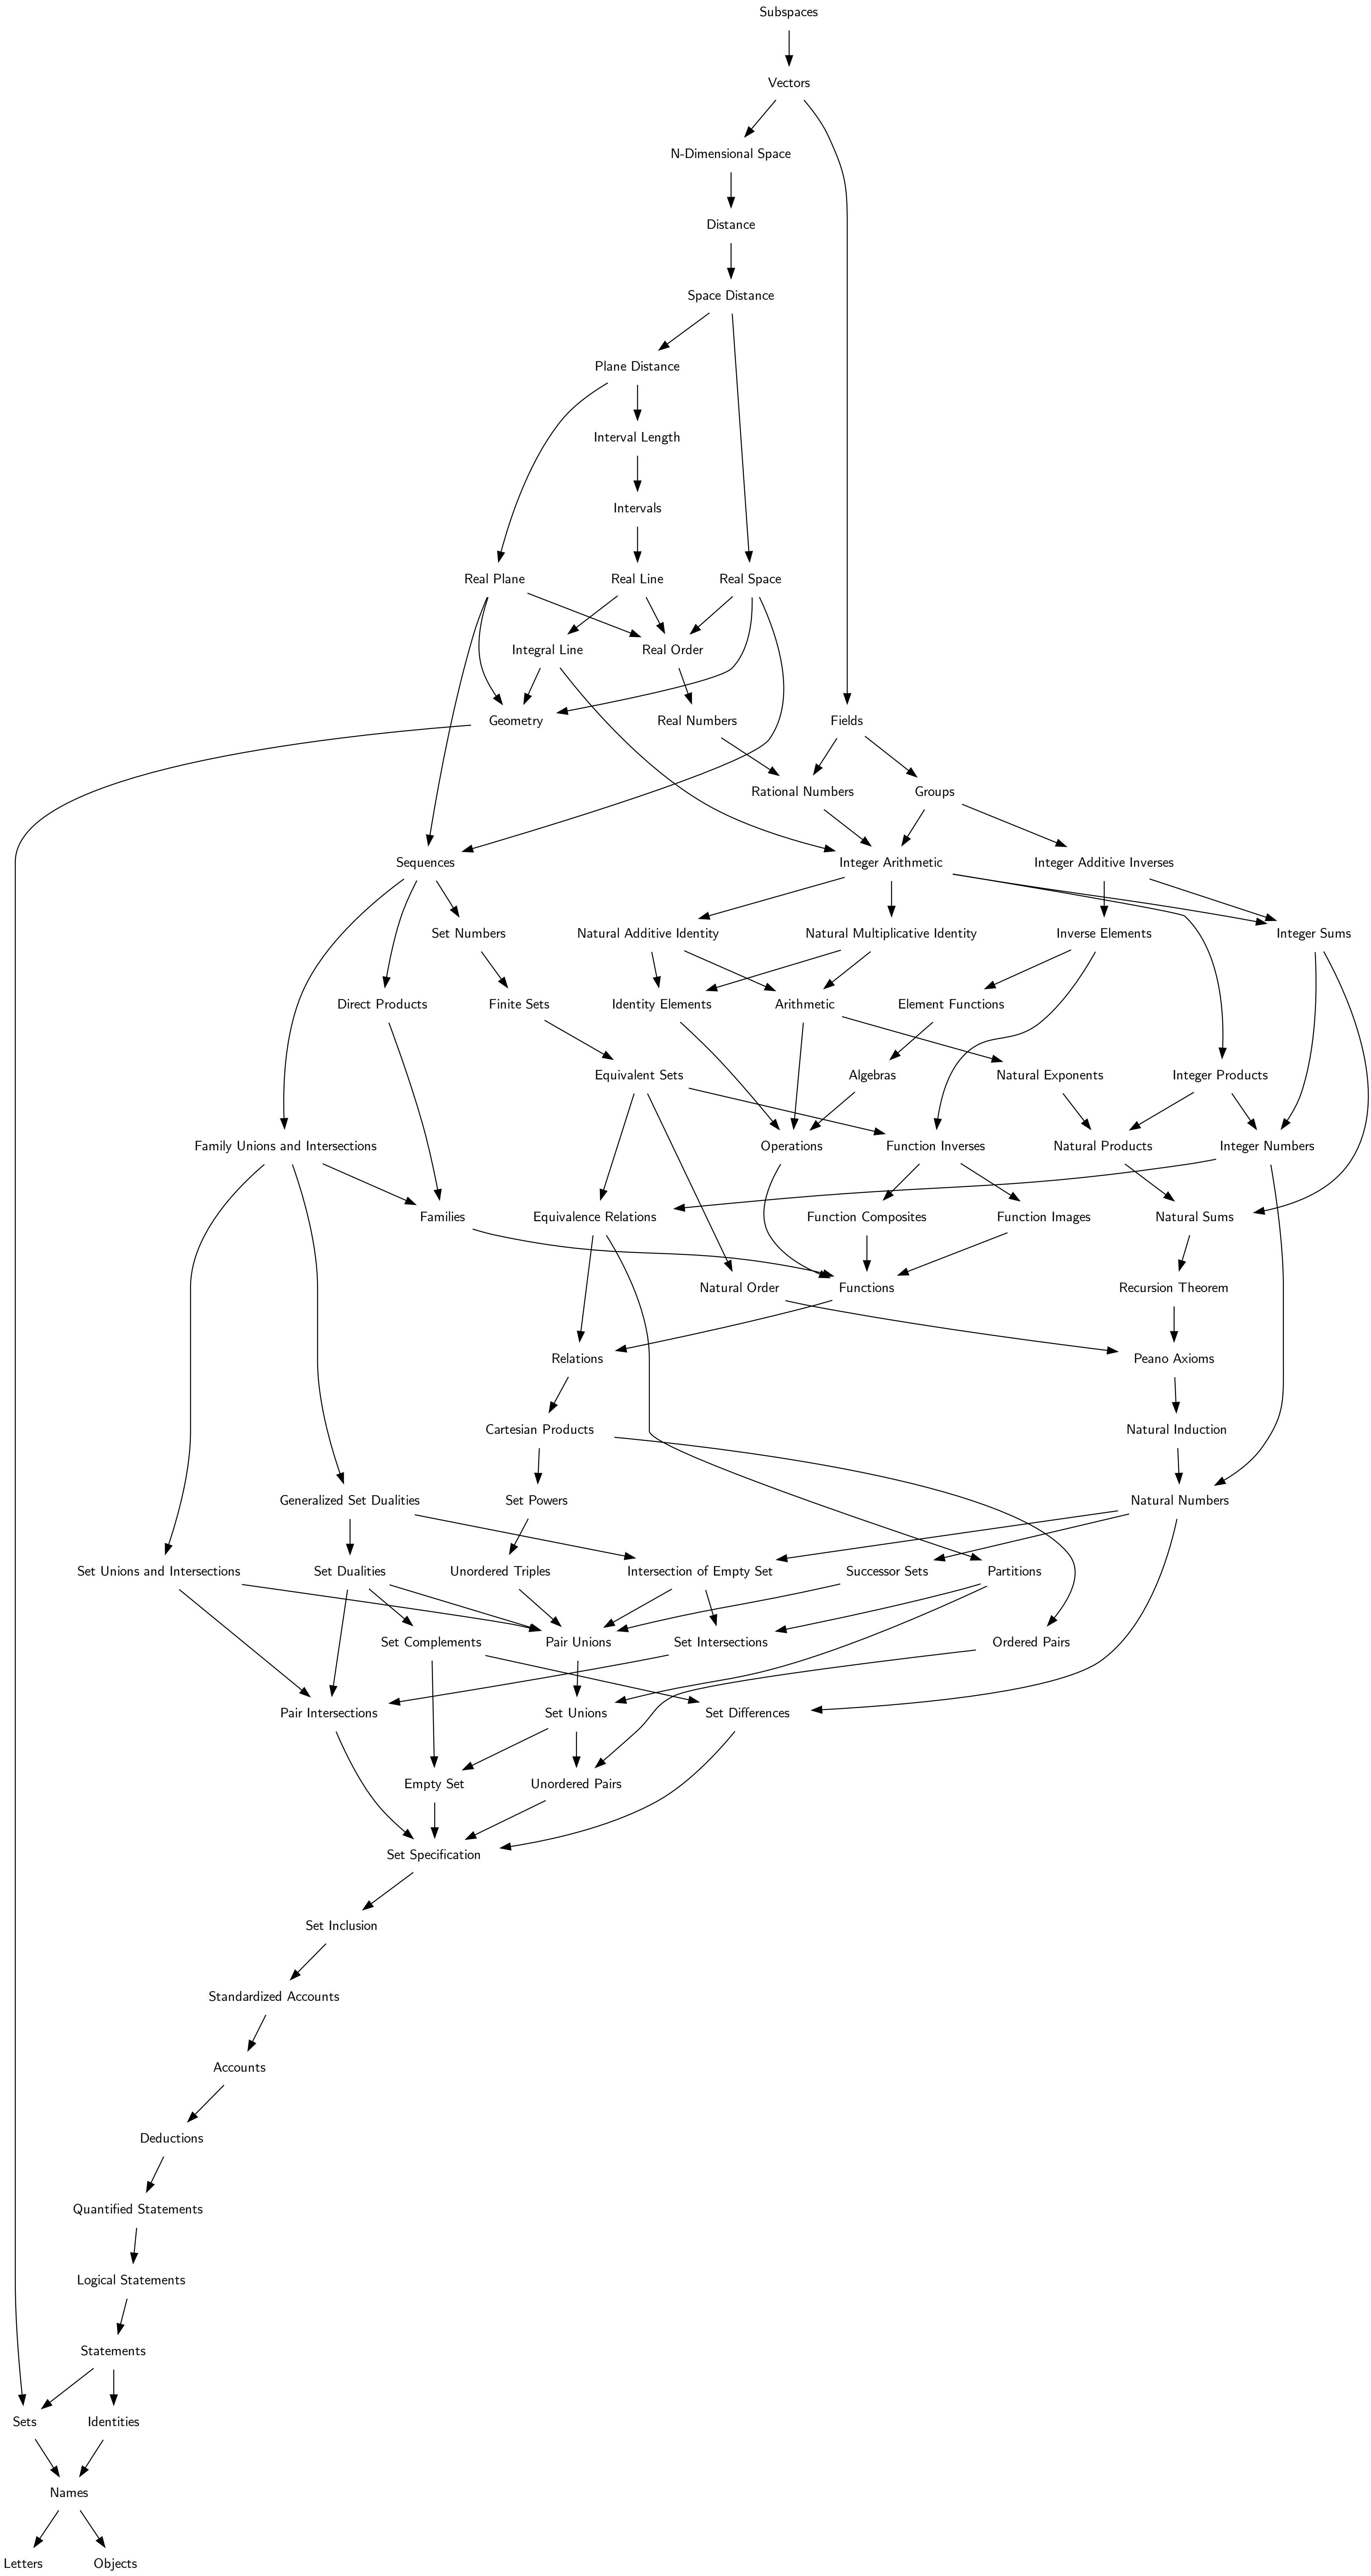 Subspaces
Vectors
N-Dimensional Space
Distance
Space Distance
Plane Distance
Interval Length
Intervals
Real Plane
Real Line
Real Space
Integral Line
Real Order
Geometry
Real Numbers
Fields
Rational Numbers
Groups
Sequences
Integer Arithmetic
Integer Additive Inverses
Set Numbers
Natural Additive Identity
Natural Multiplicative Identity
Inverse Elements
Integer Sums
Direct Products
Finite Sets
Identity Elements
Arithmetic
Element Functions
Equivalent Sets
Algebras
Natural Exponents
Integer Products
Family Unions and Intersections
Operations
Function Inverses
Natural Products
Integer Numbers
Families
Equivalence Relations
Function Composites
Function Images
Natural Sums
Natural Order
Functions
Recursion Theorem
Relations
Peano Axioms
Cartesian Products
Natural Induction
Generalized Set Dualities
Set Powers
Natural Numbers
Set Unions and Intersections
Set Dualities
Unordered Triples
Intersection of Empty Set
Successor Sets
Partitions
Set Complements
Pair Unions
Set Intersections
Ordered Pairs
Pair Intersections
Set Unions
Set Differences
Empty Set
Unordered Pairs
Set Specification
Set Inclusion
Standardized Accounts
Accounts
Deductions
Quantified Statements
Logical Statements
Statements
Sets
Identities
Names
Letters
Objects